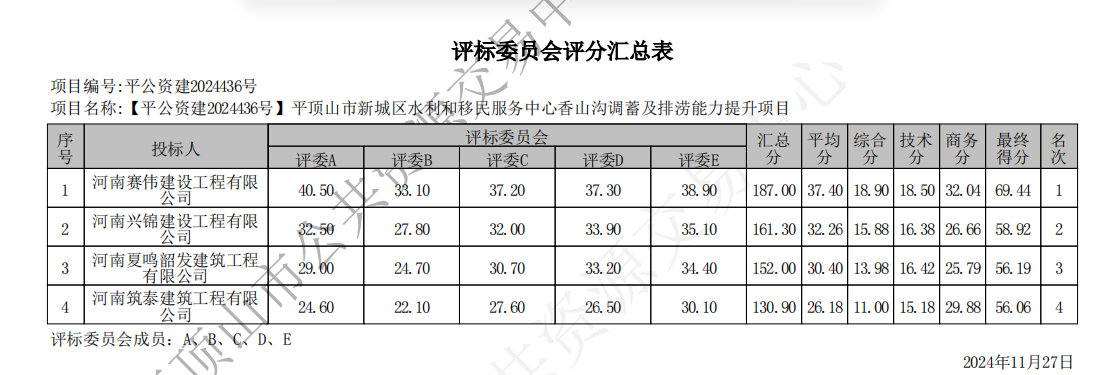 评标委员会评分汇总表
项目编号:平公资建2024436号
项目名称:【平公资建2024436号】平顶山市新城区水利和移民服务中心香山沟调蓄及排涝能力提升项目
序号 投标人 评标委员会 汇总分 平均分 综合分 技术分 商务分 最终得分 名次
评委A 评委B 评委C 评委D 评委E
1 河南赛伟建设工程有限公司 40.50 33.10 37.20 37.30 38.90 187.00 37.40 18.90 18.50 32.04 69.44 1
2 河南兴锦建设工程有限公司 32.50 27.80 32.00 33.90 35.10 161.30 32.26 15.88 16.38 26.66 58.92 2
3 河南夏鸣韶发建筑工程有限公司 29.00 24.70 30.70 33.20 34.40 152.00 30.40 13.98 16.42 25.79 56.19 3
4 河南筑泰建筑工程有限公司 24.60 22.10 27.60 26.50 30.10 130.90 26.18 11.00 15.18 29.88 56.06 4
评标委员会成员: A、B、C、D、E
2024年11月27日